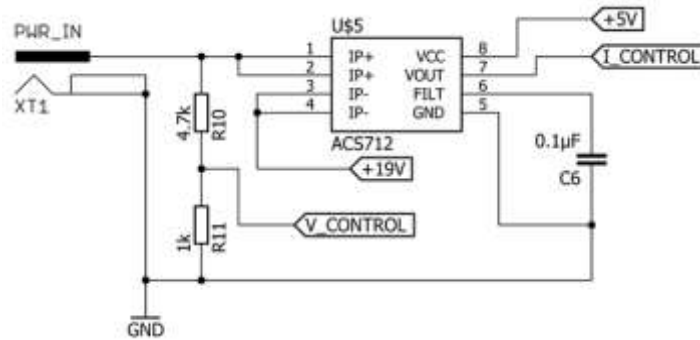 U$5
PWR_IN
XT1
1 IP+ VCC 8 +5V
2 IP+ VOUT 7 I_CONTROL
3 IP- FILT 6
4 IP- GND 5
ACS712
4.7k R10
+19V
0.1µF
C6
V_CONTROL
1k R11
GND